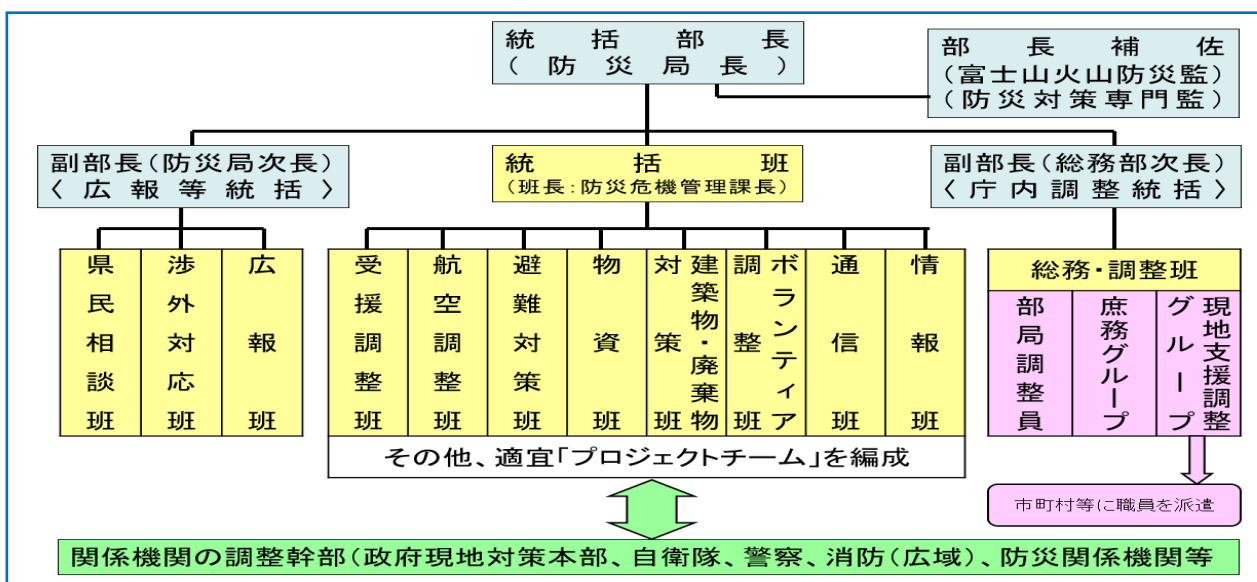 統括部長
(防災局長)
部長補佐
(富士山火山防災監)
(防災対策専門監)
副部長(防災局次長)
〈広報等統括〉
統括班
(班長:防災危機管理課長)
副部長(総務部次長)
〈庁内調整統括〉
県民相談班
渉外対応班
広報班
受援調整班
航空調整班
避難対策班
物資班
建築物・廃棄物
対策班
ボランティア
調整班
通信班
情報班
総務・調整班
部局調整員
庶務グループ
現地支援調整
グループ
その他、適宜「プロジェクトチーム」を編成
市町村等に職員を派遣
関係機関の調整幹部(政府現地対策本部、自衛隊、警察、消防(広域)、防災関係機関等